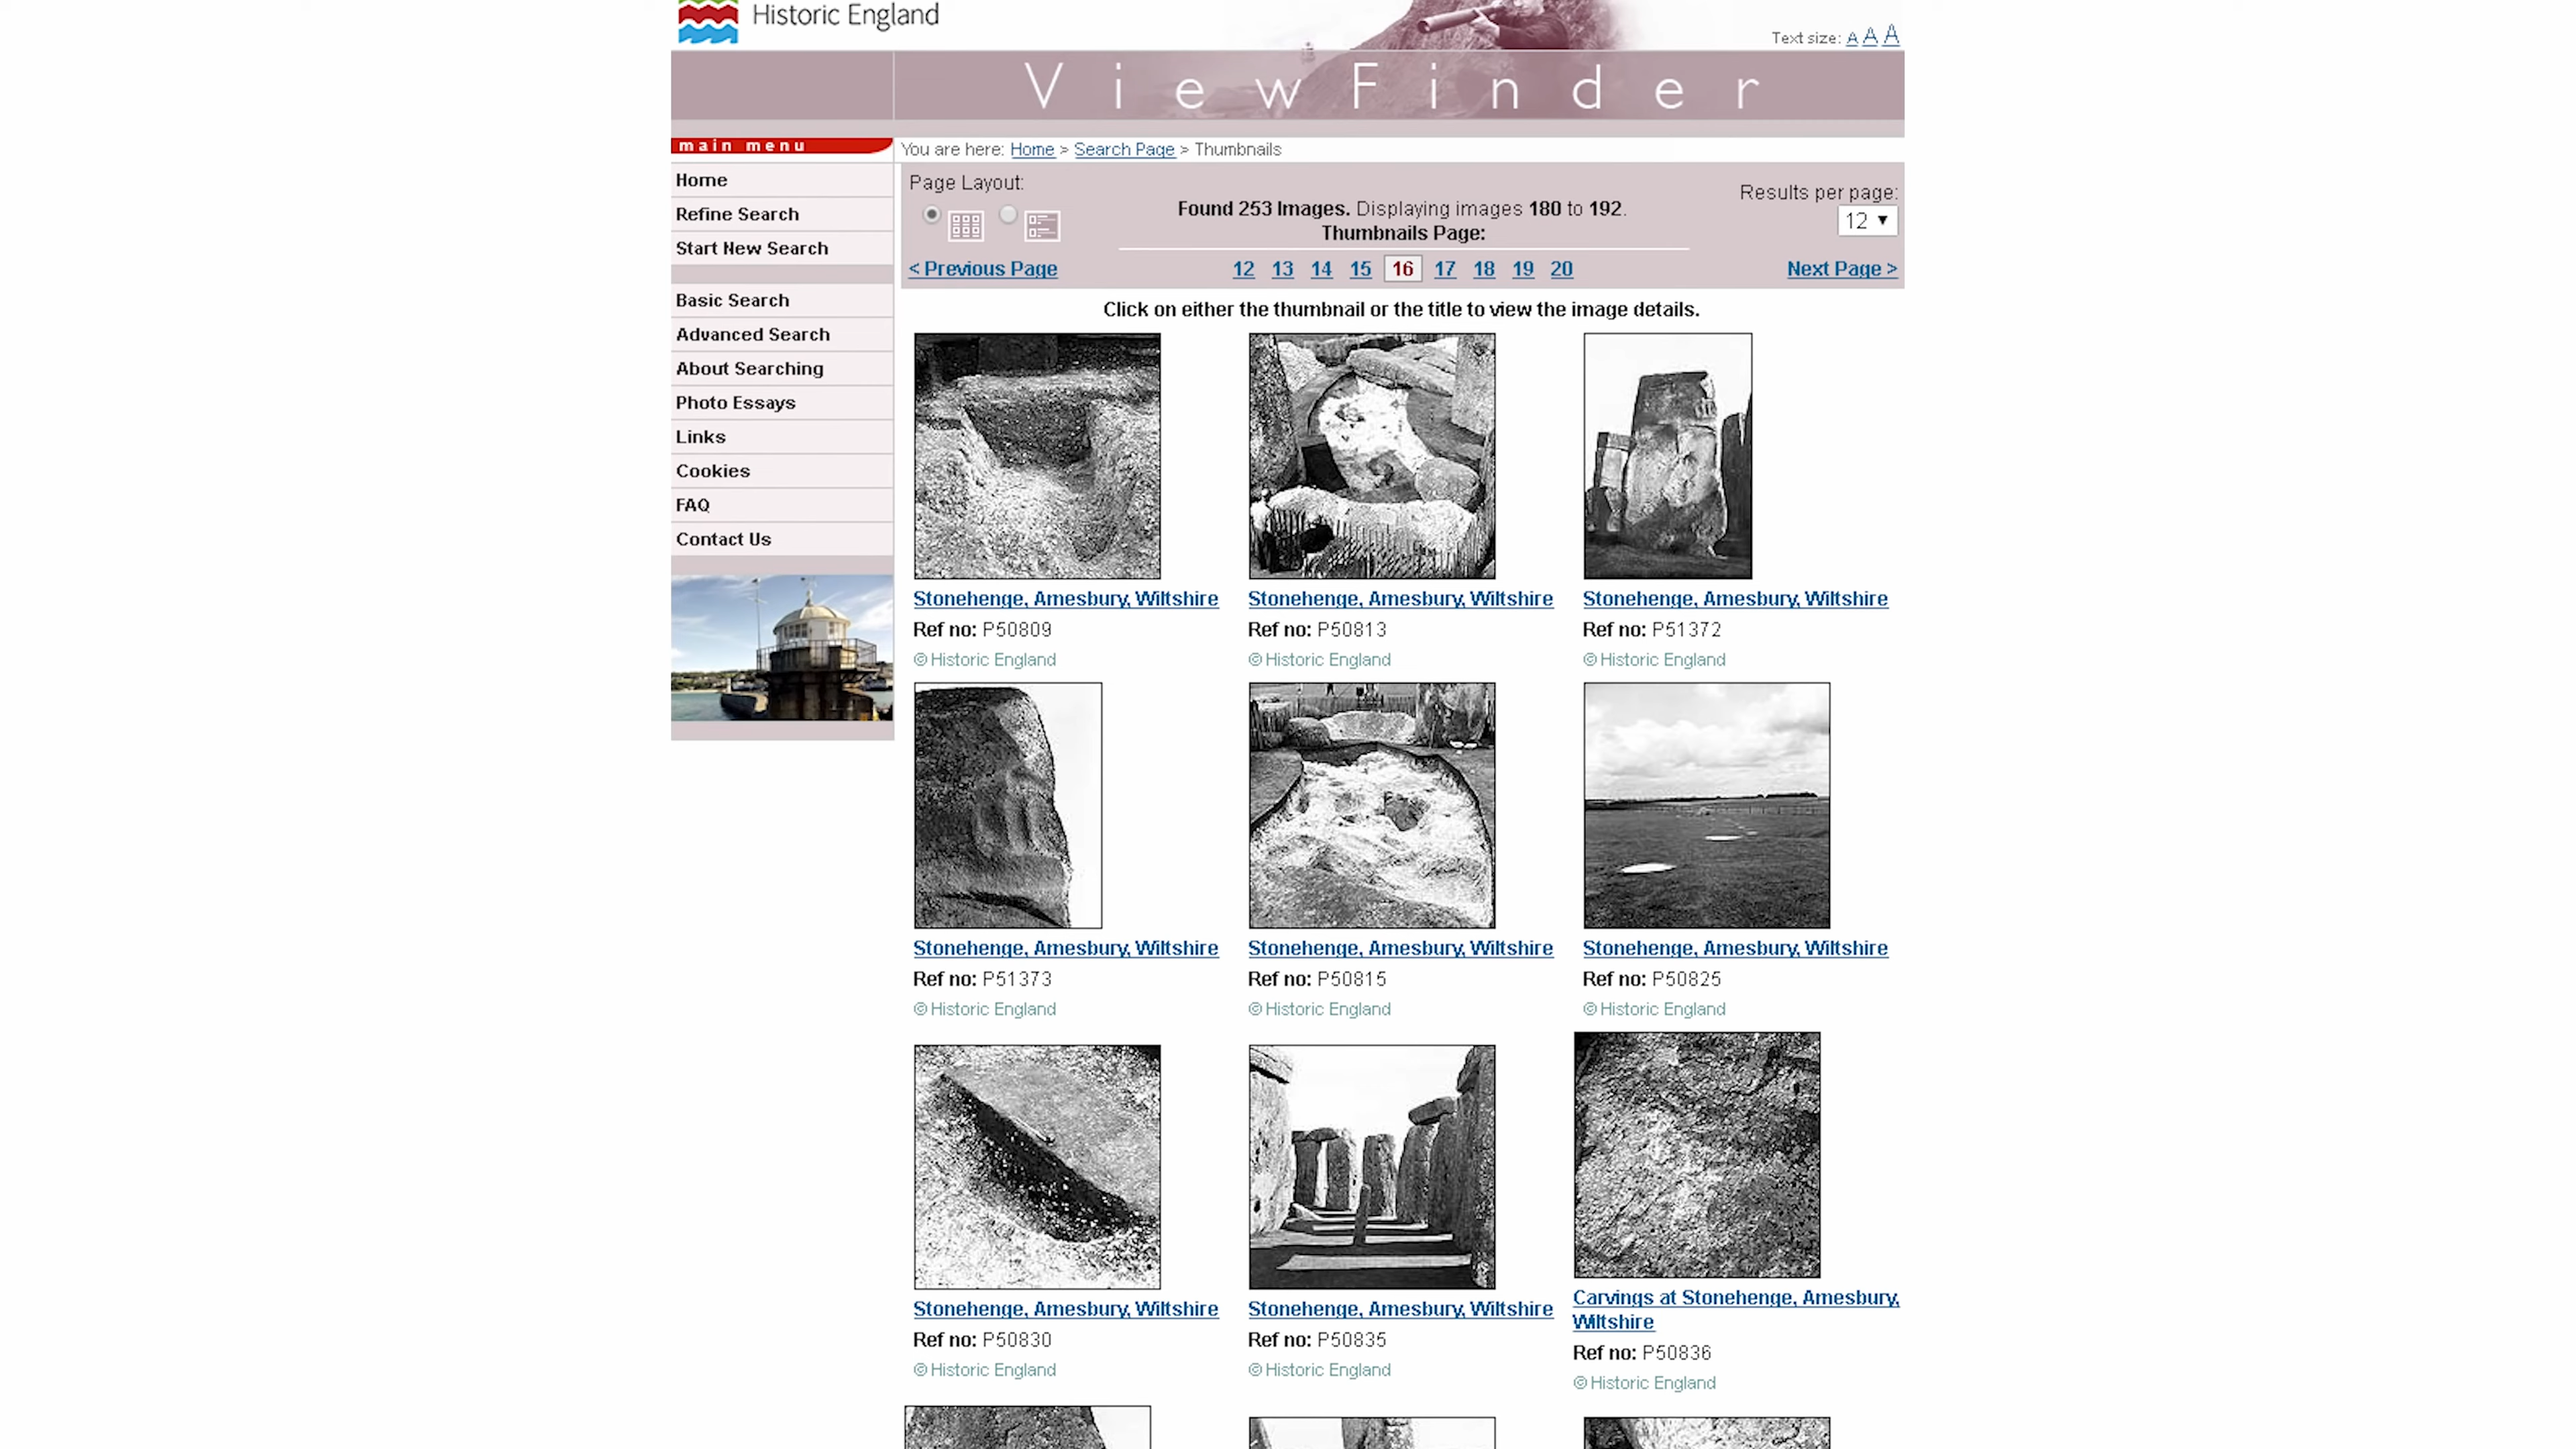 Historic England
Text size: A A A
ViewFinder
main menu
You are here: Home > Search Page > Thumbnails
Home
Refine Search
Start New Search
Basic Search
Advanced Search
About Searching
Photo Essays
Links
Cookies
FAQ
Contact Us
Page Layout:
Found 253 Images. Displaying images 180 to 192.
Thumbnails Page:
Results per page:
12
< Previous Page
12 13 14 15 16 17 18 19 20
Next Page >
Click on either the thumbnail or the title to view the image details.
Stonehenge, Amesbury, Wiltshire
Ref no: P50809
© Historic England
Stonehenge, Amesbury, Wiltshire
Ref no: P50813
© Historic England
Stonehenge, Amesbury, Wiltshire
Ref no: P51372
© Historic England
Stonehenge, Amesbury, Wiltshire
Ref no: P51373
© Historic England
Stonehenge, Amesbury, Wiltshire
Ref no: P50815
© Historic England
Stonehenge, Amesbury, Wiltshire
Ref no: P50825
© Historic England
Stonehenge, Amesbury, Wiltshire
Ref no: P50830
© Historic England
Stonehenge, Amesbury, Wiltshire
Ref no: P50835
© Historic England
Carvings at Stonehenge, Amesbury,
Wiltshire
Ref no: P50836
© Historic England